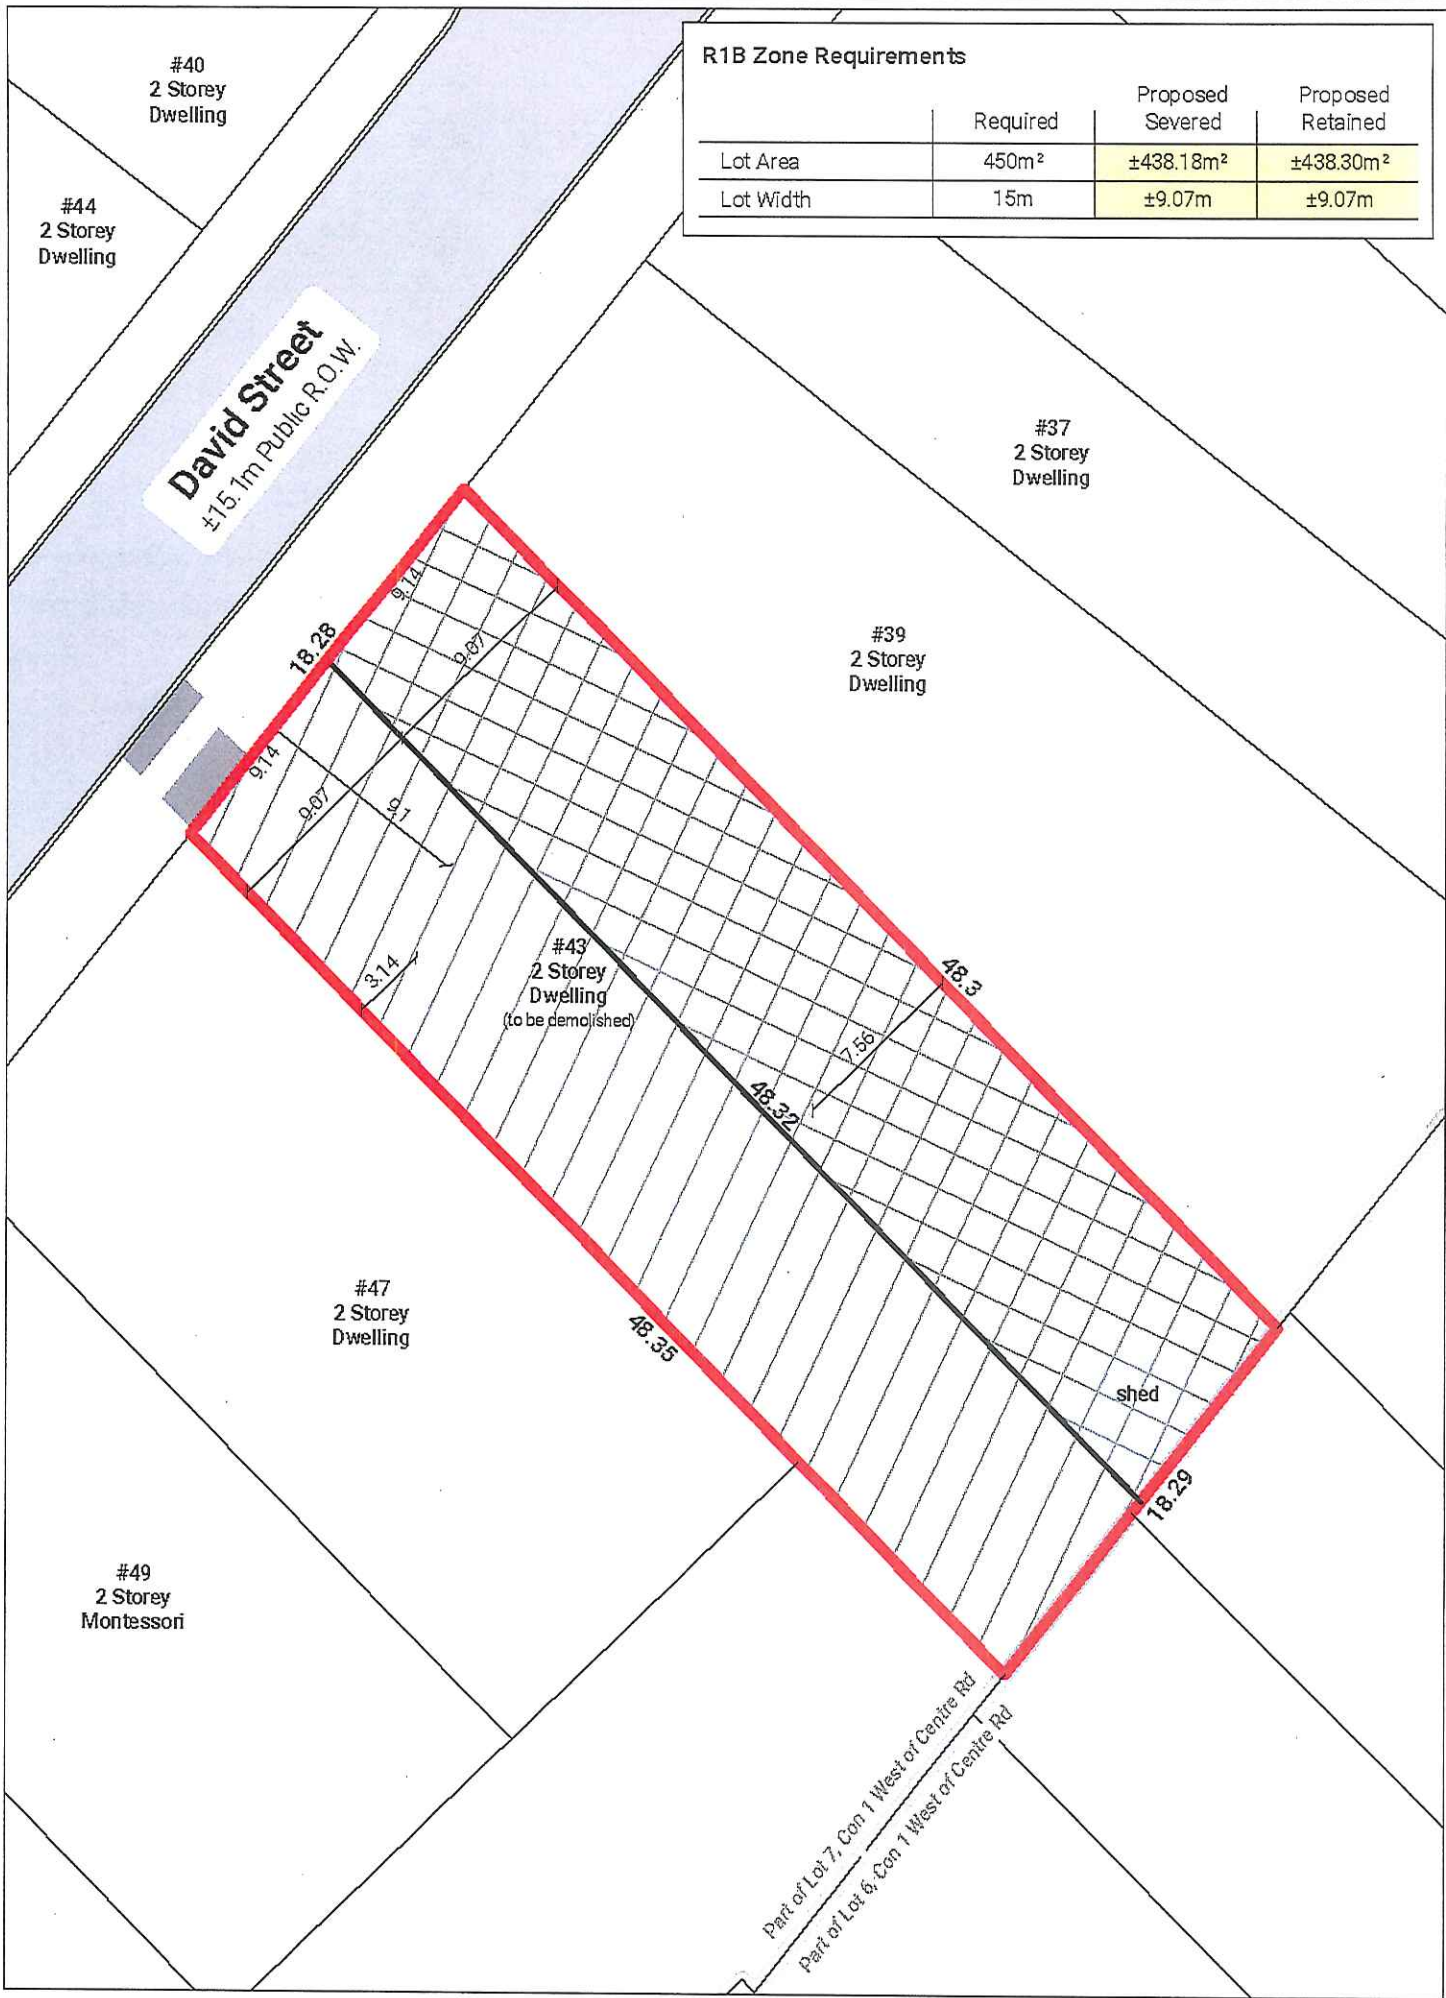 R1B Zone Requirements
Required Proposed Severed Proposed Retained
Lot Area 450m² ±438.18m² ±438.30m²
Lot Width 15m ±9.07m ±9.07m
#40
2 Storey
Dwelling
#44
2 Storey
Dwelling
David Street
±15.1m Public R.O.W.
#37
2 Storey
Dwelling
#39
2 Storey
Dwelling
18.28
9.14
9.07
9.14
9.07
9.1
3.14
#43
2 Storey
Dwelling
(to be demolished)
48.3
7.56
48.32
#47
2 Storey
Dwelling
48.35
shed
18.29
#49
2 Storey
Montessori
Part of Lot 7, Con 1 West of Centre Rd
Part of Lot 6, Con 1 West of Centre Rd